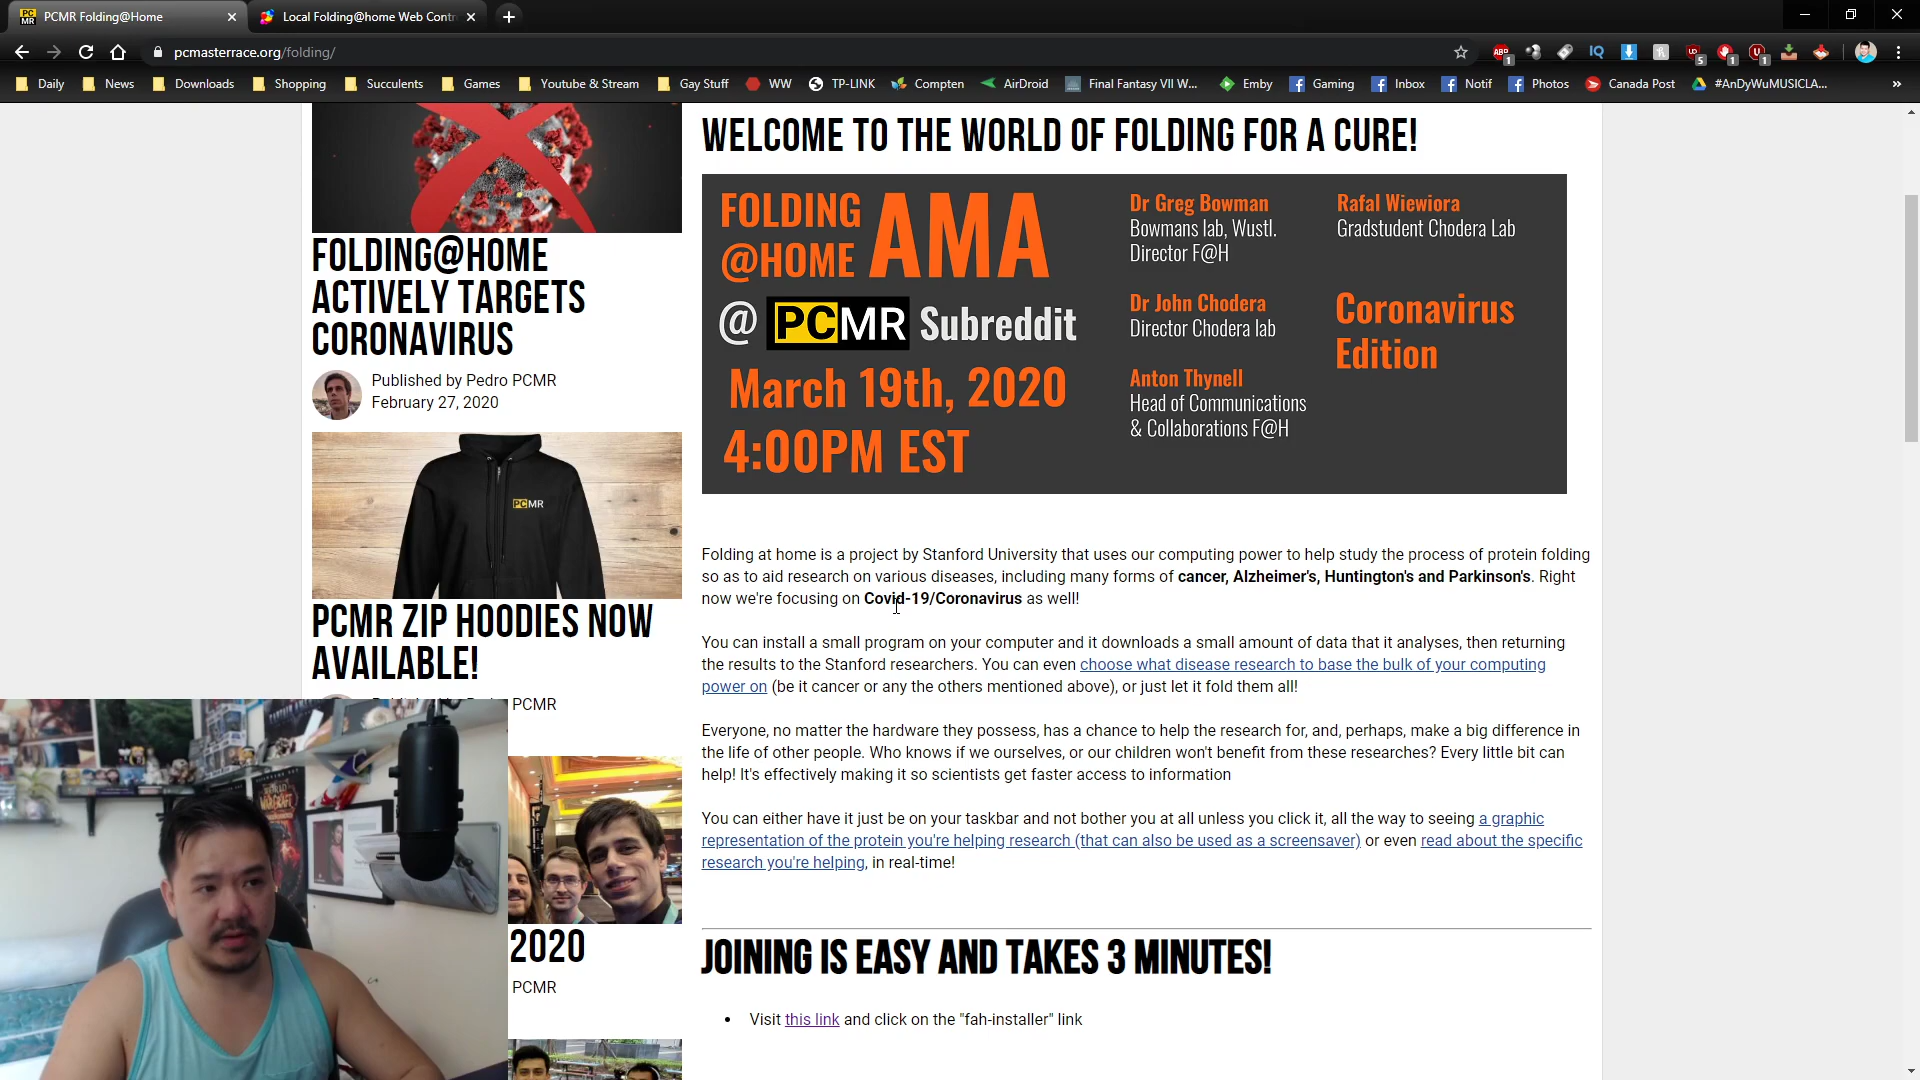 PCMR Folding@Home
Local Folding@home Web Contr
pcmasterrace.org/folding/
Daily
News
Downloads
Shopping
Succulents
Games
Youtube & Stream
Gay Stuff
WW
TP-LINK
Compten
AirDroid
Final Fantasy VII W...
Emby
Gaming
Inbox
Notif
Photos
Canada Post
#AnDyWuMUSICLA...
FOLDING@HOME
ACTIVELY TARGETS
CORONAVIRUS
Published by Pedro PCMR
February 27, 2020
PCMR
PCMR ZIP HOODIES NOW
AVAILABLE!
PCMR
2020
PCMR
WELCOME TO THE WORLD OF FOLDING FOR A CURE!
FOLDING
@HOME AMA
@ PCMR Subreddit
March 19th, 2020
4:00PM EST
Dr Greg Bowman
Bowmans lab, Wustl.
Director F@H
Dr John Chodera
Director Chodera lab
Anton Thynell
Head of Communications
& Collaborations F@H
Rafal Wiewiora
Gradstudent Chodera Lab
Coronavirus
Edition
Folding at home is a project by Stanford University that uses our computing power to help study the process of protein folding
so as to aid research on various diseases, including many forms of cancer, Alzheimer's, Huntington's and Parkinson's. Right
now we're focusing on Covid-19/Coronavirus as well!
You can install a small program on your computer and it downloads a small amount of data that it analyses, then returning
the results to the Stanford researchers. You can even choose what disease research to base the bulk of your computing
power on (be it cancer or any the others mentioned above), or just let it fold them all!
Everyone, no matter the hardware they possess, has a chance to help the research for, and, perhaps, make a big difference in
the life of other people. Who knows if we ourselves, or our children won't benefit from these researches? Every little bit can
help! It's effectively making it so scientists get faster access to information
You can either have it just be on your taskbar and not bother you at all unless you click it, all the way to seeing a graphic
representation of the protein you're helping research (that can also be used as a screensaver) or even read about the specific
research you're helping, in real-time!
JOINING IS EASY AND TAKES 3 MINUTES!
• Visit this link and click on the "fah-installer" link